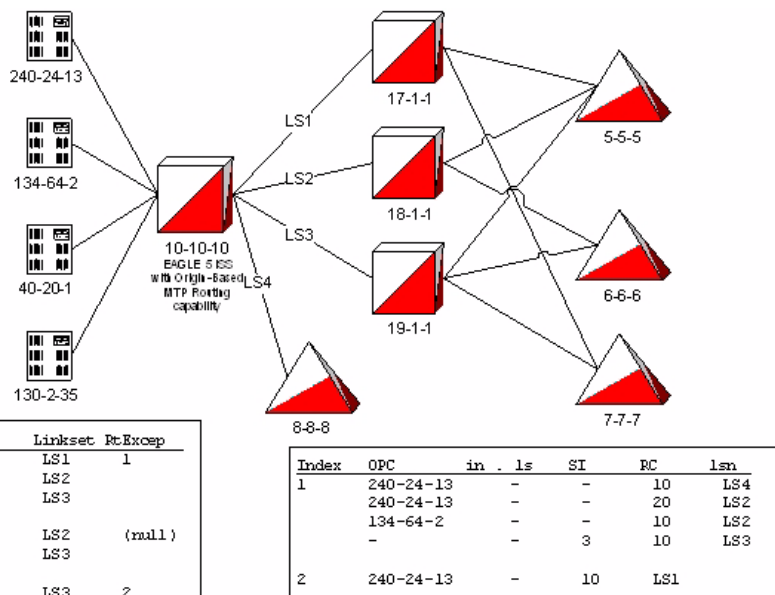 240-24-13
17-1-1
5-5-5
LS1
134-64-2
LS2
18-1-1
10-10-10
EAGLE 5 ISS
with Origin-Based
MTP Routing
capability
LS3
LS4
40-20-1
6-6-6
19-1-1
130-2-35
8-8-8
7-7-7
Linkset RtExcep
LS1 1
LS2
LS3
LS2 (null)
LS3
LS3 2
Index OPC in . ls SI RC lsn
1 240-24-13 - - 10 LS4
240-24-13 - - 20 LS2
134-64-2 - - 10 LS2
- - 3 10 LS3
2 240-24-13 - 10 LS1